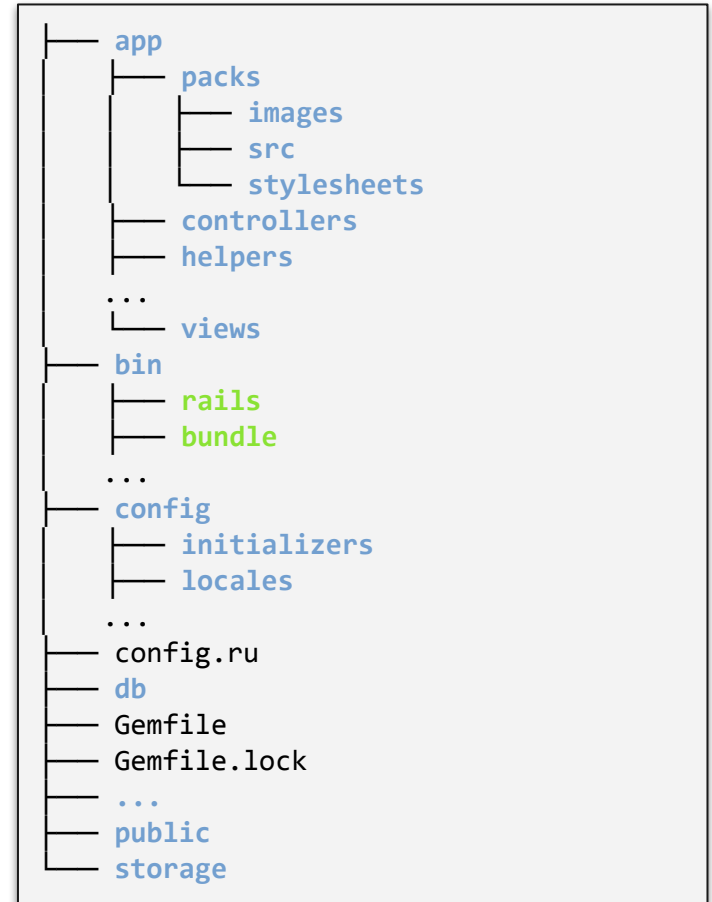 app
packs
images
src
stylesheets
controllers
helpers
...
views
bin
rails
bundle
...
config
initializers
locales
...
config.ru
db
Gemfile
Gemfile.lock
...
public
storage